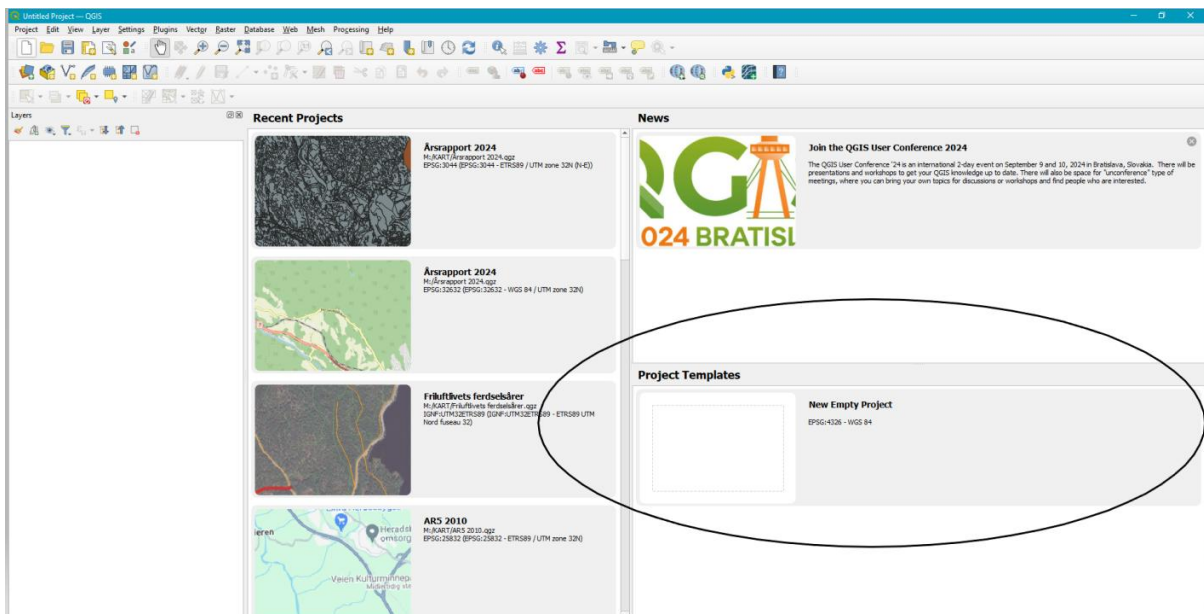 Untitled Project — QGIS
Project Edit View Layer Settings Plugins Vector Raster Database Web Mesh Processing Help
Layers
Recent Projects
Årsrapport 2024
M:/KART/Årsrapport 2024.qgz
EPSG:3044 (EPSG:3044 - ETRS89 / UTM zone 32N (N-E))
Årsrapport 2024
M:/Årsrapport 2024.qgz
EPSG:32632 (EPSG:32632 - WGS 84 / UTM zone 32N)
Friluftlivets ferdselsårer
M:/KART/Friluftlivets ferdselsårer.qgz
IGNF:UTM32ETRS89 (IGNF:UTM32ETRS89 - ETRS89 UTM
Nord fuseau 32)
AR5 2010
M:/KART/AR5 2010.qgz
EPSG:25832 (EPSG:25832 - ETRS89 / UTM zone 32N)
ieren
Herads
omsorg
Veien Kulturminnep
News
QG
024 BRATISL
Join the QGIS User Conference 2024
The QGIS User Conference '24 is an international 2-day event on September 9 and 10, 2024 in Bratislava, Slovakia. There will be
presentations and workshops to get your QGIS knowledge up to date. There will also be space for "unconference" type of
meetings, where you can bring your own topics for discussions or workshops and find people who are interested.
Project Templates
New Empty Project
EPSG:4326 - WGS 84